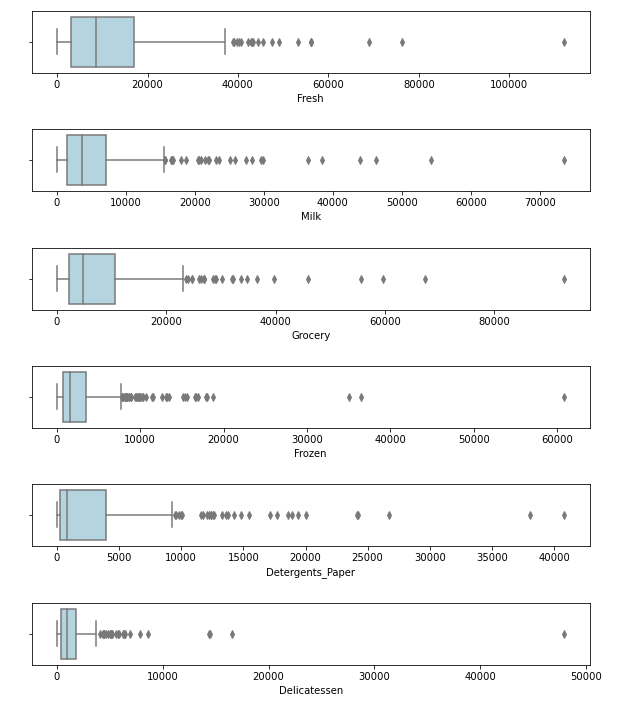 0 20000 40000 60000 80000 100000
Fresh
0 10000 20000 30000 40000 50000 60000 70000
Milk
0 20000 40000 60000 80000
Grocery
0 10000 20000 30000 40000 50000 60000
Frozen
0 5000 10000 15000 20000 25000 30000 35000 40000
Detergents_Paper
0 10000 20000 30000 40000 50000
Delicatessen